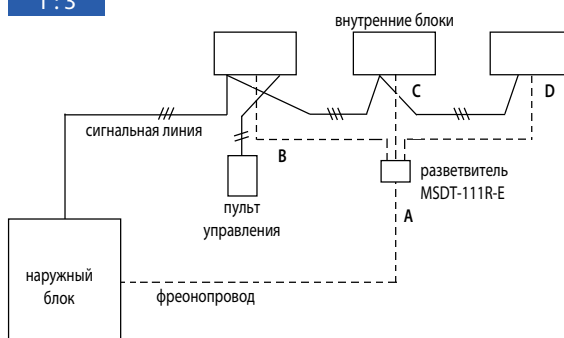 1 : 3
внутренние блоки
C
D
сигнальная линия
B
разветвитель
MSDT-111R-E
пульт
управления
A
наружный
блок
фреонопровод